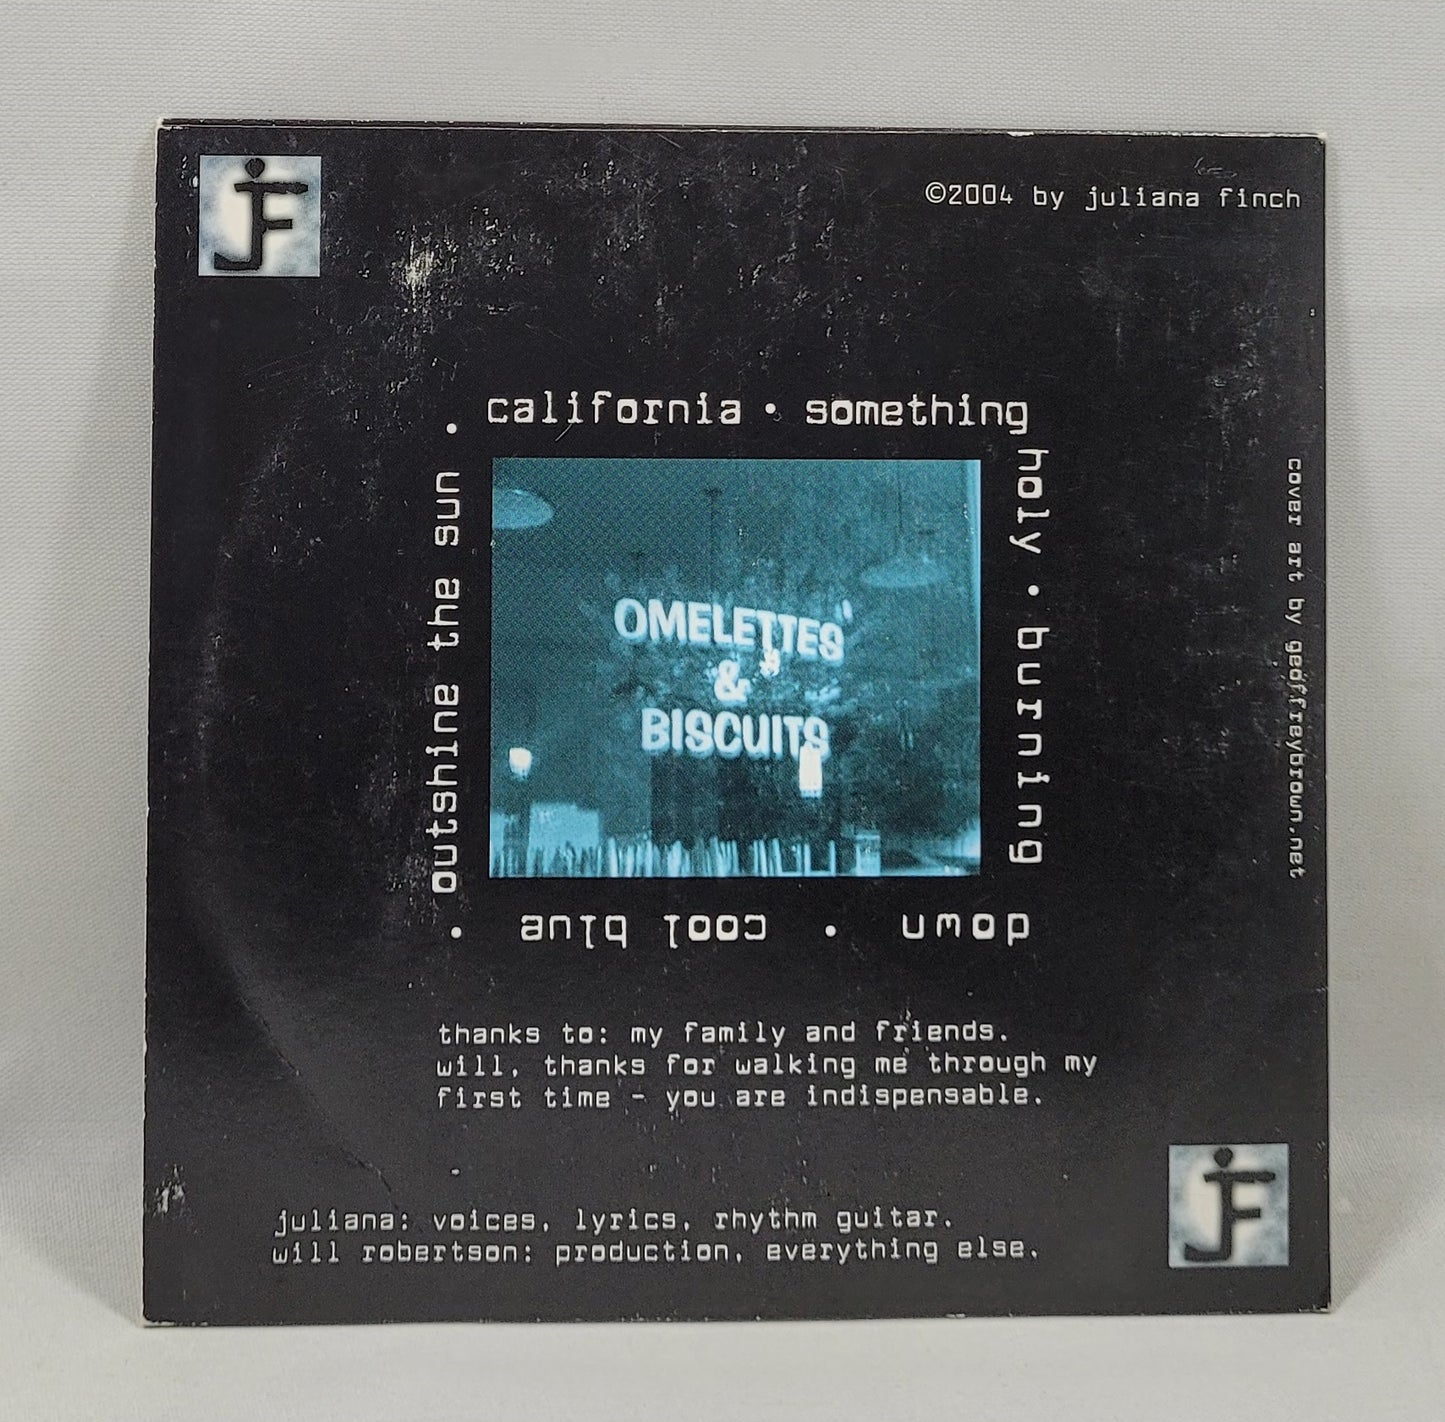 jF
©2004 by juliana finch
california • something
holy • burning
down • cool blue •
outshine the sun •
OMELETTES
&
BISCUITS
cover art by geoffreybrown.net
thanks to: my family and friends.
will, thanks for walking me through my
first time - you are indispensable.
juliana: voices, lyrics, rhythm guitar.
will robertson: production, everything else.
jF